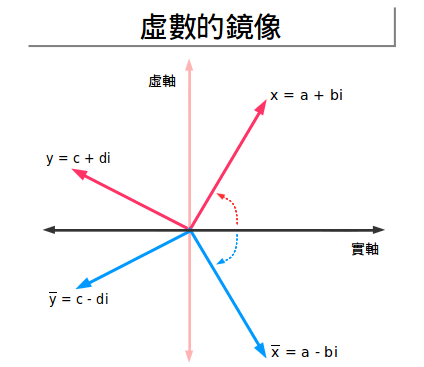 虛數的鏡像
虛軸
x = a + bi
y = c + di
實軸
y̅ = c - di
x̅ = a - bi